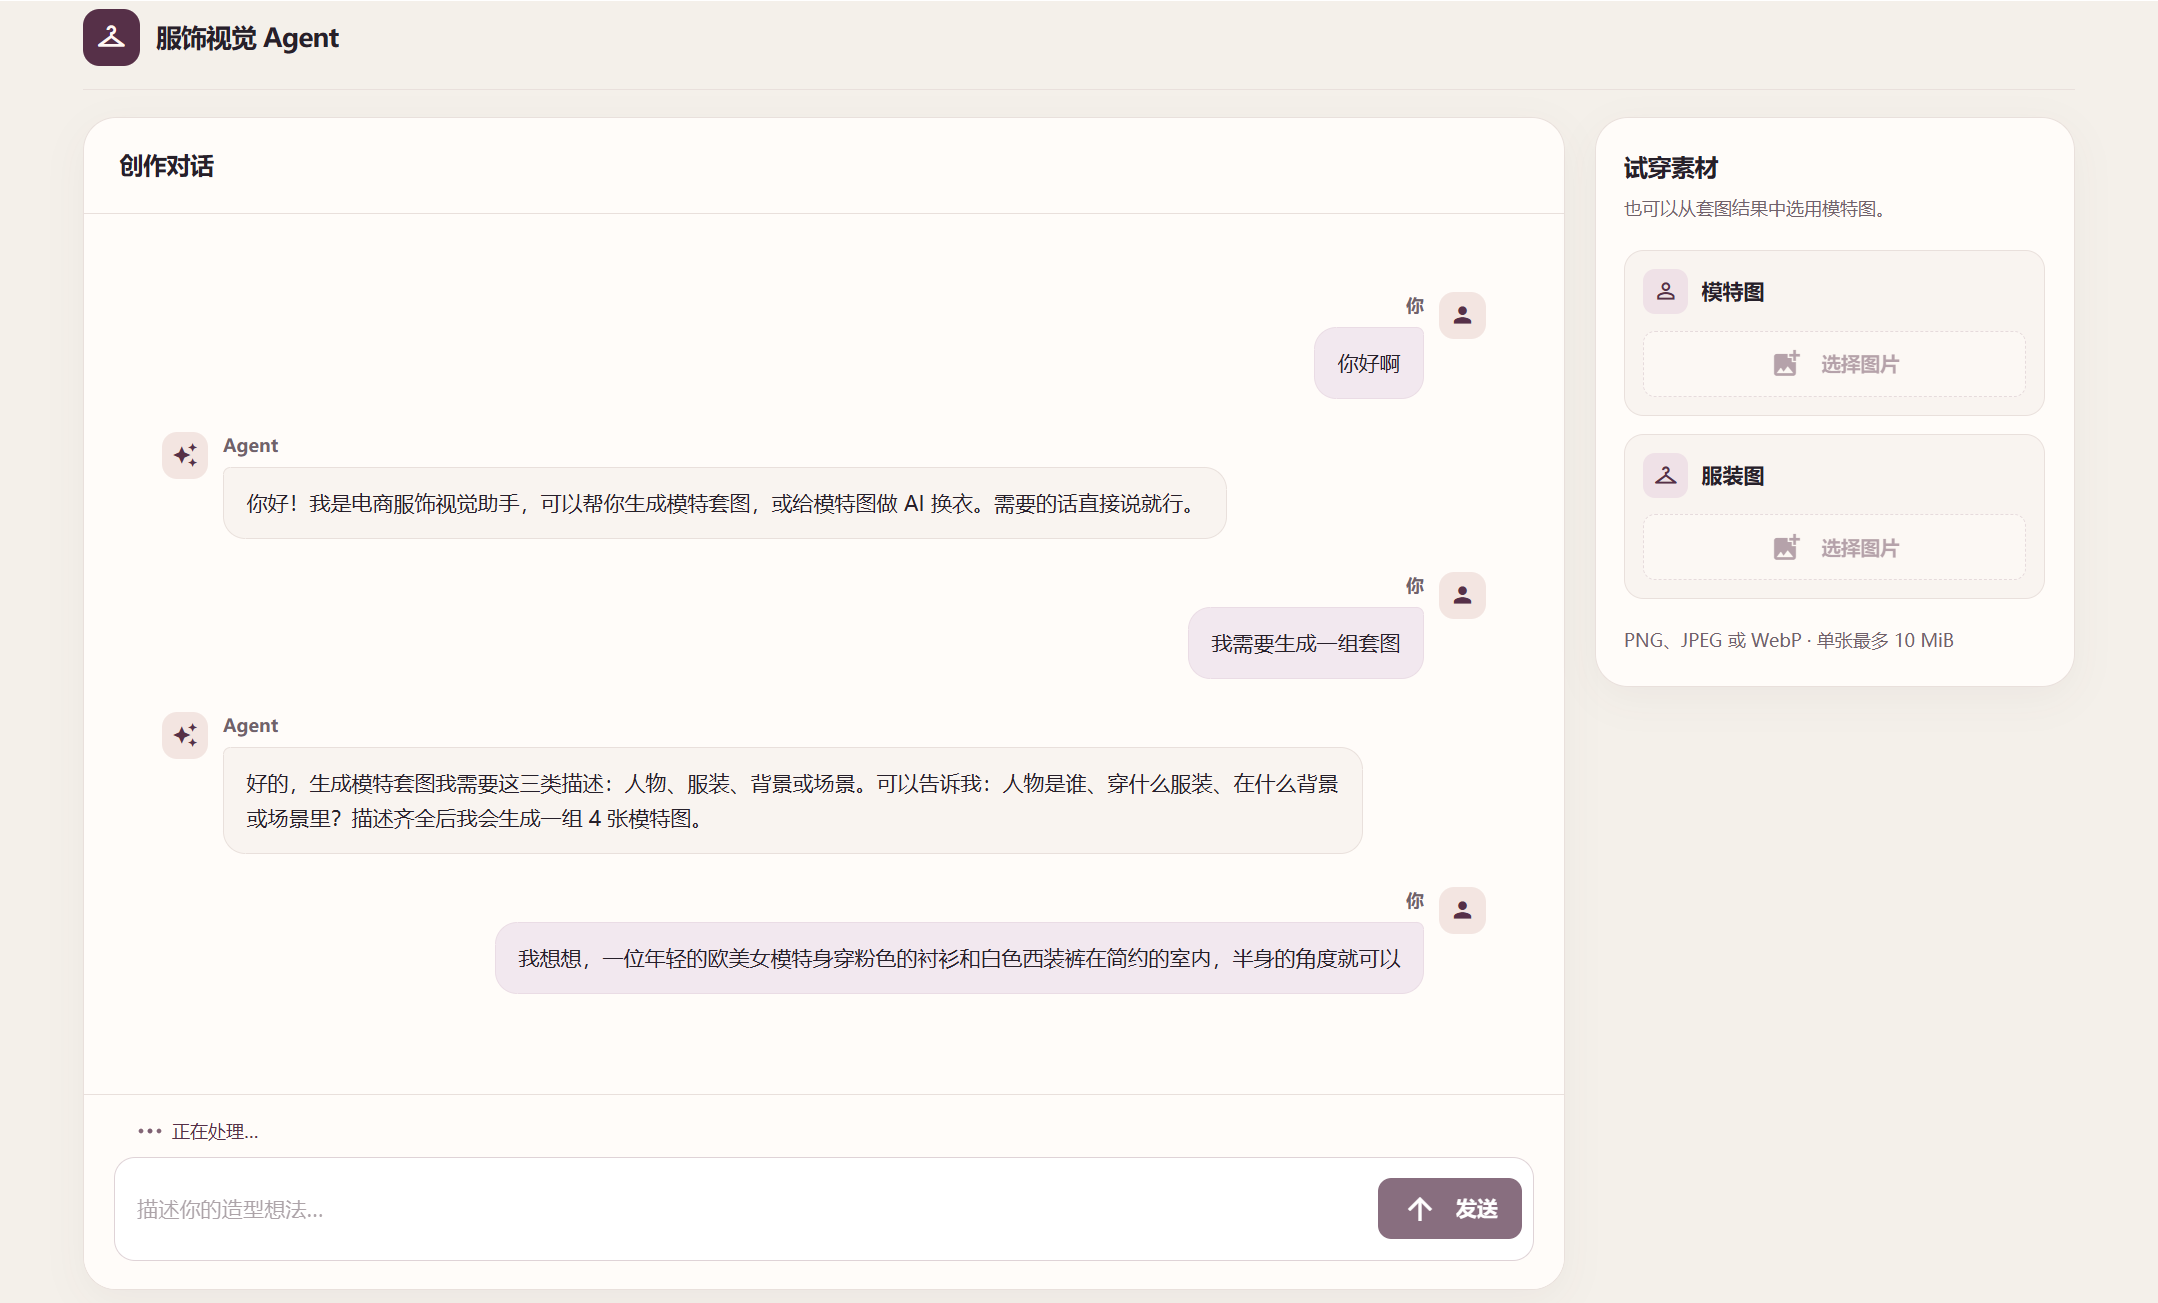 服饰视觉 Agent
创作对话
你
你好啊
Agent
你好！我是电商服饰视觉助手，可以帮你生成模特套图，或给模特图做 AI 换衣。需要的话直接说就行。
你
我需要生成一组套图
Agent
好的，生成模特套图我需要这三类描述：人物、服装、背景或场景。可以告诉我：人物是谁、穿什么服装、在什么背景
或场景里？描述齐全后我会生成一组 4 张模特图。
你
我想想，一位年轻的欧美女模特身穿粉色的衬衫和白色西装裤在简约的室内，半身的角度就可以
正在处理...
描述你的造型想法...
发送
试穿素材
也可以从套图结果中选用模特图。
模特图
选择图片
服装图
选择图片
PNG、JPEG 或 WebP · 单张最多 10 MiB